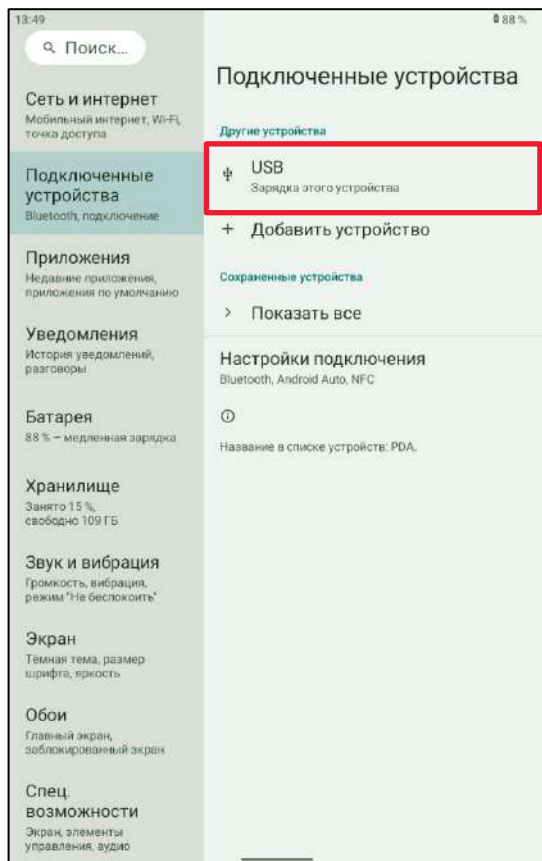 13:49
88 %
Поиск...
Сеть и интернет
Мобильный интернет, Wi-Fi,
точка доступа
Подключенные
устройства
Bluetooth, подключение
Приложения
Недавние приложения,
приложения по умолчанию
Уведомления
История уведомлений,
разговоры
Батарея
88 % – медленная зарядка
Хранилище
Занято 15 %,
свободно 109 ГБ
Звук и вибрация
Громкость, вибрация,
режим "Не беспокоить"
Экран
Тёмная тема, размер
шрифта, яркость
Обои
Главный экран,
заблокированный экран
Спец.
возможности
Экран, элементы
управления, аудио
Подключенные устройства
Другие устройства
USB
Зарядка этого устройства
+ Добавить устройство
Сохраненные устройства
> Показать все
Настройки подключения
Bluetooth, Android Auto, NFC
Название в списке устройств: PDA.